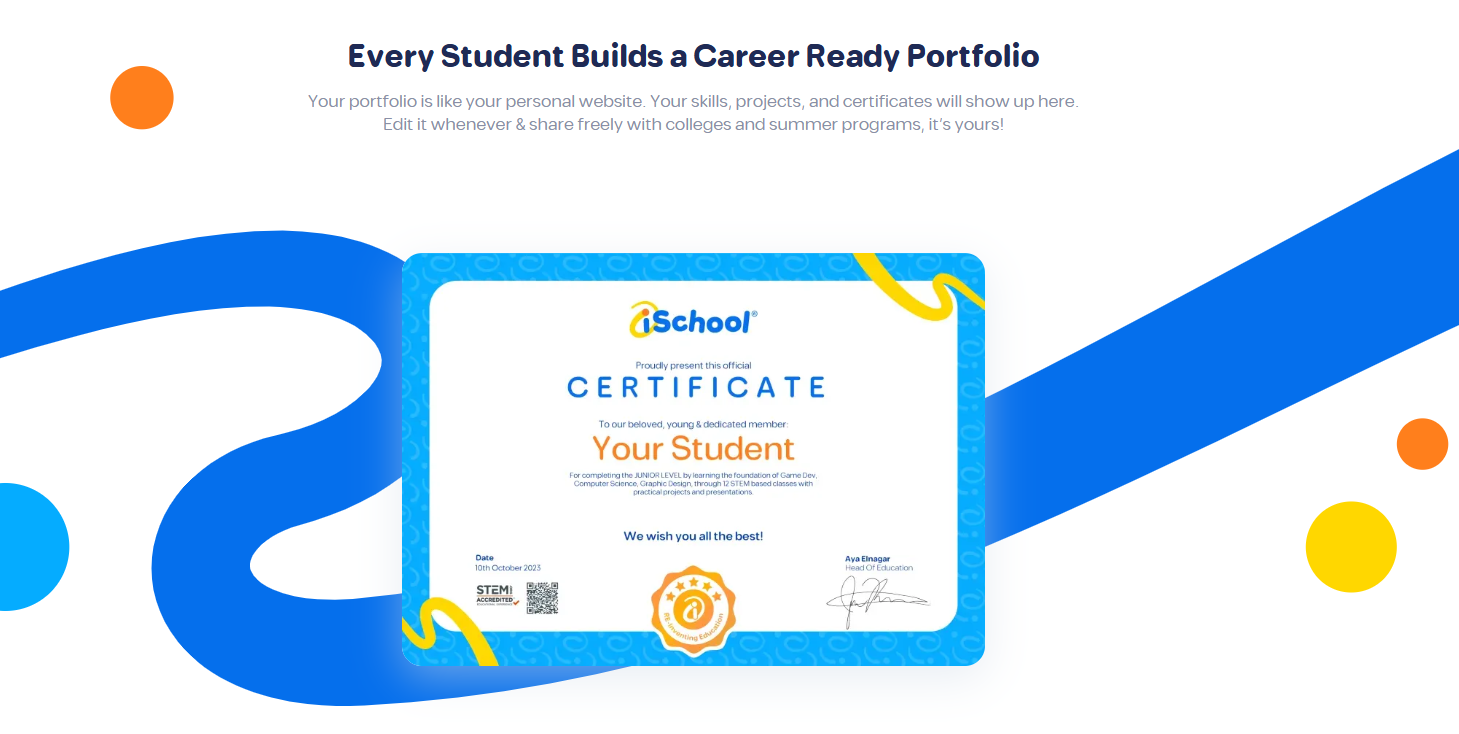 Every Student Builds a Career Ready Portfolio
Your portfolio is like your personal website. Your skills, projects, and certificates will show up here.
Edit it whenever & share freely with colleges and summer programs, it's yours!
iSchool®
Proudly present this official
CERTIFICATE
To our beloved, young & dedicated member:
Your Student
For completing the JUNIOR LEVEL by learning the foundation of Game Dev,
Computer Science, Graphic Design, through 12 STEM based classes with
practical projects and presentations.
We wish you all the best!
Date
10th October 2023
Aya Elnagar
Head Of Education
STEM
ACCREDITED
RE-Inventing Education